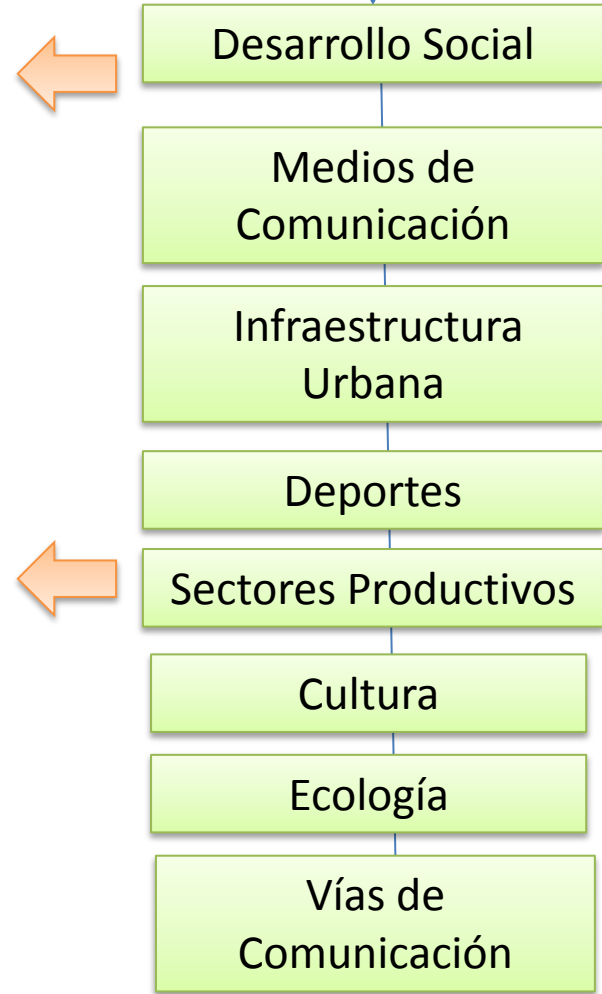 Desarrollo Social
Medios de
Comunicación
Infraestructura
Urbana
Deportes
Sectores Productivos
Cultura
Ecología
Vías de
Comunicación